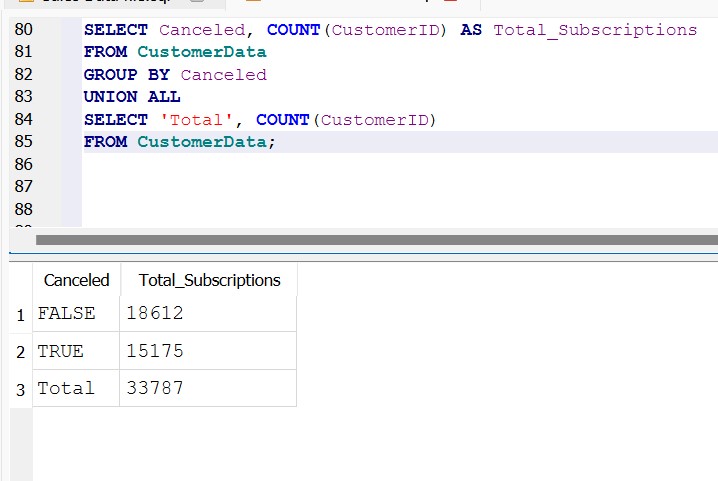 80 SELECT Canceled, COUNT(CustomerID) AS Total_Subscriptions
81 FROM CustomerData
82 GROUP BY Canceled
83 UNION ALL
84 SELECT 'Total', COUNT(CustomerID)
85 FROM CustomerData;
86
87
88
Canceled Total_Subscriptions
1 FALSE 18612
2 TRUE 15175
3 Total 33787